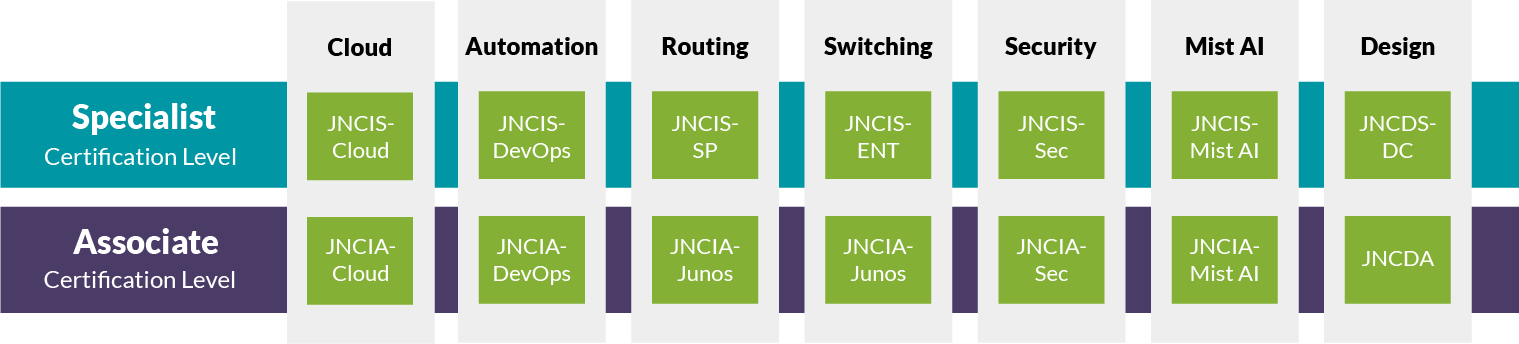 Cloud
Automation
Routing
Switching
Security
Mist AI
Design
Specialist
Certification Level
JNCIS-
Cloud
JNCIS-
DevOps
JNCIS-
SP
JNCIS-
ENT
JNCIS-
Sec
JNCIS-
Mist AI
JNCDS-
DC
Associate
Certification Level
JNCIA-
Cloud
JNCIA-
DevOps
JNCIA-
Junos
JNCIA-
Junos
JNCIA-
Sec
JNCIA-
Mist AI
JNCDA